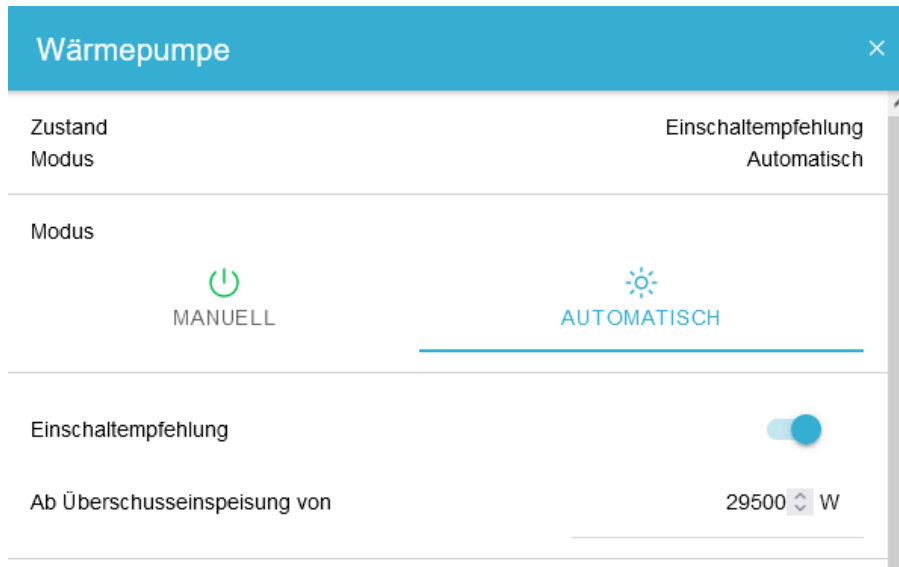 Wärmepumpe ×
Zustand Einschaltempfehlung
Modus Automatisch
Modus
MANUELL AUTOMATISCH
Einschaltempfehlung
Ab Überschusseinspeisung von 29500 W